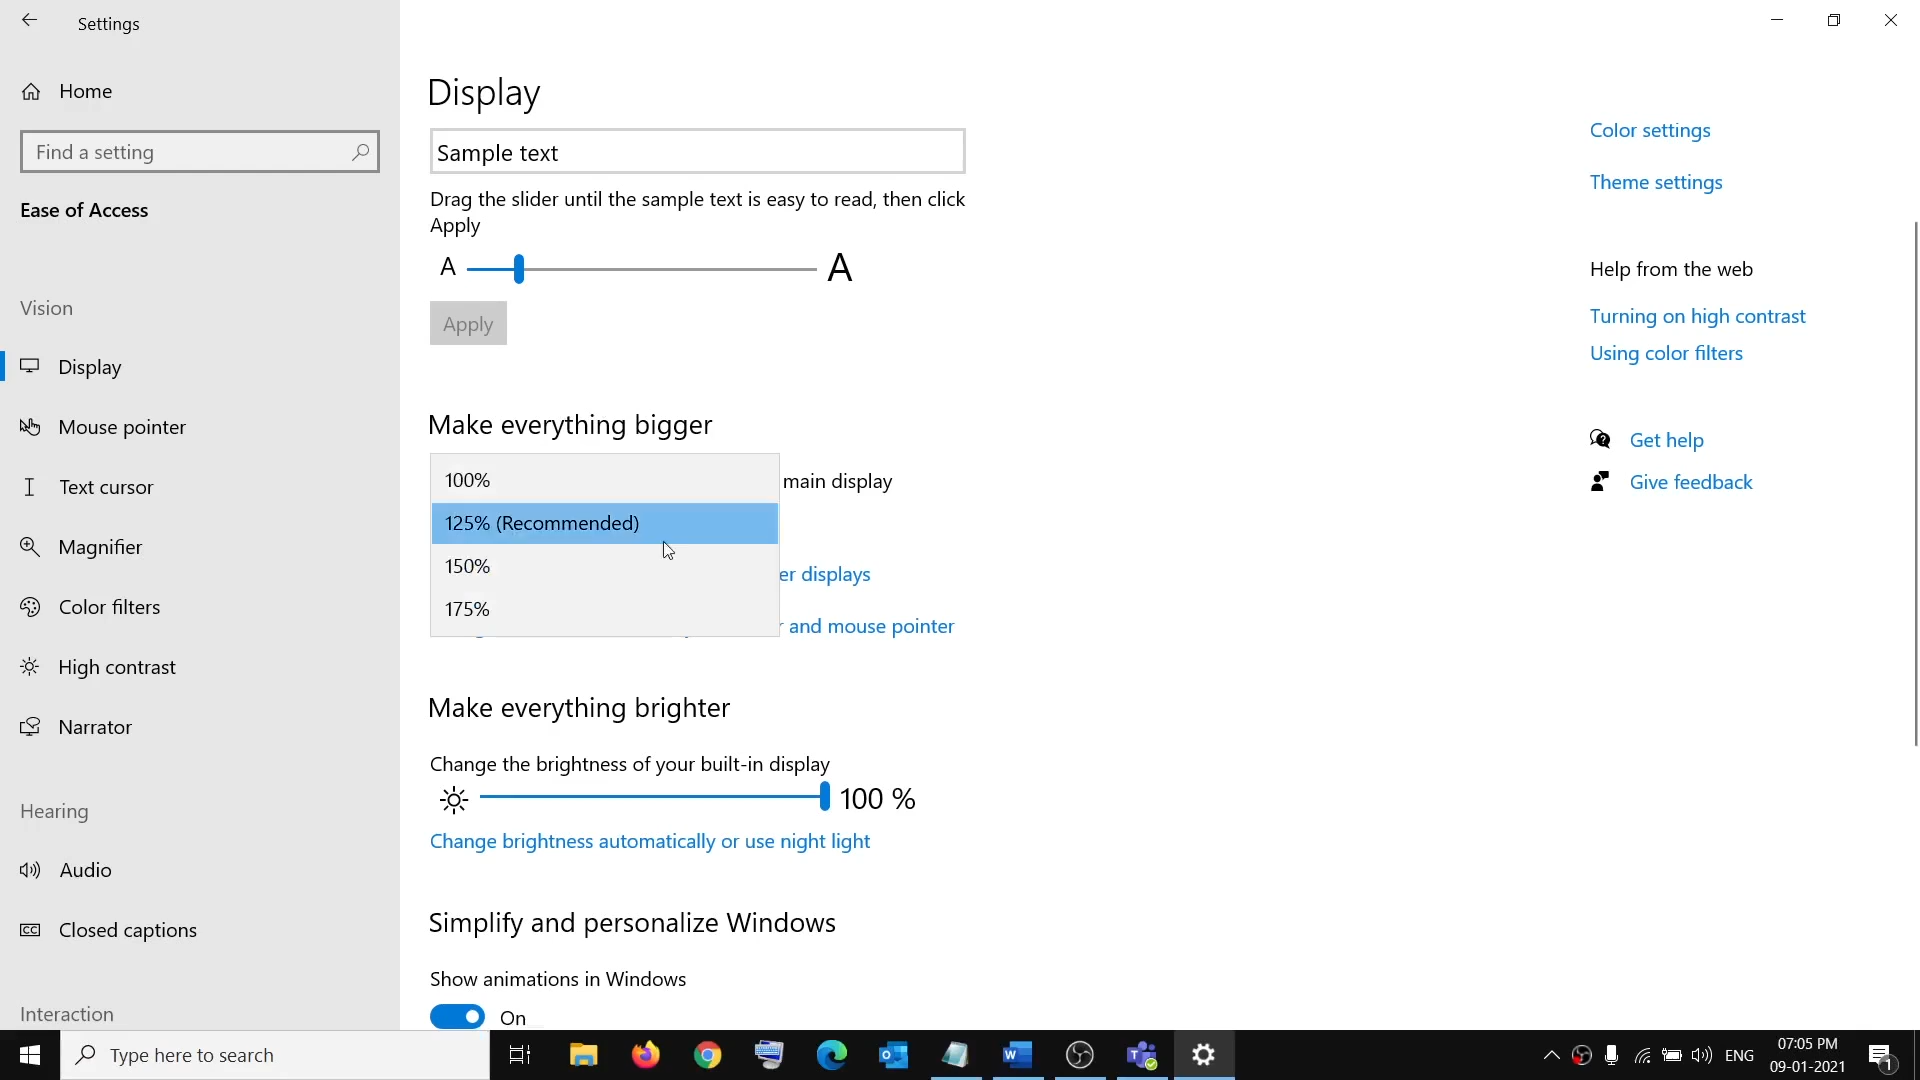 Settings
Home
Find a setting
Ease of Access
Vision
Display
Mouse pointer
Text cursor
Magnifier
Color filters
High contrast
Narrator
Hearing
Audio
Closed captions
Interaction
Display
Sample text
Drag the slider until the sample text is easy to read, then click
Apply
A A
Apply
Make everything bigger
100%
main display
125% (Recommended)
150%
displays
175%
and mouse pointer
Make everything brighter
Change the brightness of your built-in display
100 %
Change brightness automatically or use night light
Simplify and personalize Windows
Show animations in Windows
On
Color settings
Theme settings
Help from the web
Turning on high contrast
Using color filters
Get help
Give feedback
Type here to search
ENG
07:05 PM
09-01-2021
1